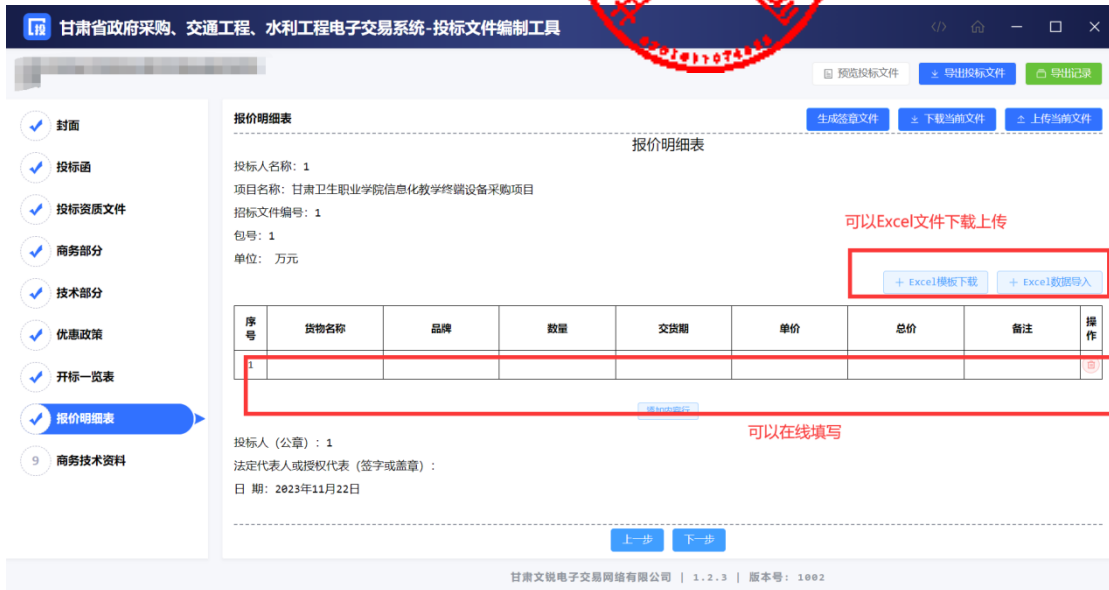 投 甘肃省政府采购、交通工程、水利工程电子交易系统-投标文件编制工具
预览投标文件 导出投标文件 导出记录
封面
投标函
投标资质文件
商务部分
技术部分
优惠政策
开标一览表
报价明细表
9 商务技术资料
报价明细表 生成签章文件 下载当前文件 上传当前文件
报价明细表
投标人名称: 1
项目名称: 甘肃卫生职业学院信息化教学终端设备采购项目
招标文件编号: 1
包号: 1
单位: 万元
可以Excel文件下载上传
+ Excel模板下载 + Excel数据导入
序号 货物名称 品牌 数量 交货期 单价 总价 备注 操作
1
添加内容行
可以在线填写
投标人 (公章) : 1
法定代表人或授权代表 (签字或盖章) :
日 期: 2023年11月22日
上一步 下一步
甘肃文锐电子交易网络有限公司 | 1.2.3 | 版本号: 1002